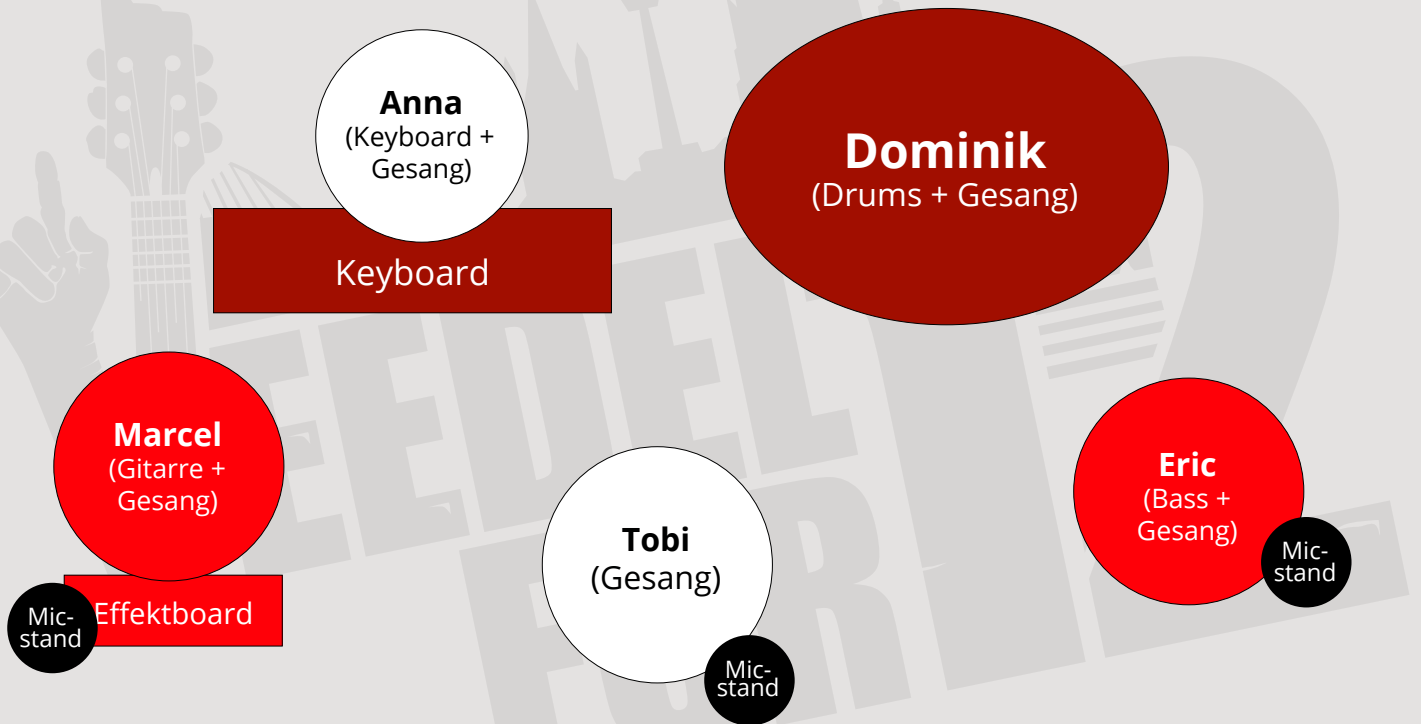 Anna
(Keyboard +
Gesang)
Keyboard
Dominik
(Drums + Gesang)
Marcel
(Gitarre +
Gesang)
Effektboard
Mic-
stand
Tobi
(Gesang)
Mic-
stand
Eric
(Bass +
Gesang)
Mic-
stand